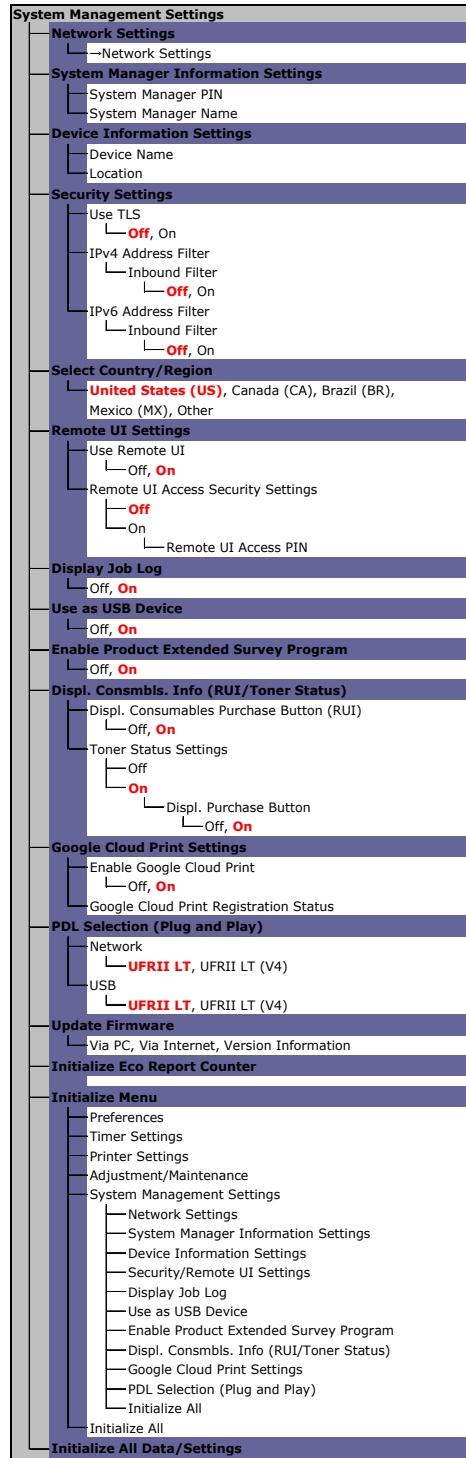 System Management Settings
Network Settings
→Network Settings
System Manager Information Settings
System Manager PIN
System Manager Name
Device Information Settings
Device Name
Location
Security Settings
Use TLS
Off, On
IPv4 Address Filter
Inbound Filter
Off, On
IPv6 Address Filter
Inbound Filter
Off, On
Select Country/Region
United States (US), Canada (CA), Brazil (BR),
Mexico (MX), Other
Remote UI Settings
Use Remote UI
Off, On
Remote UI Access Security Settings
Off
On
Remote UI Access PIN
Display Job Log
Off, On
Use as USB Device
Off, On
Enable Product Extended Survey Program
Off, On
Displ. Consmbls. Info (RUI/Toner Status)
Displ. Consumables Purchase Button (RUI)
Off, On
Toner Status Settings
Off
On
Displ. Purchase Button
Off, On
Google Cloud Print Settings
Enable Google Cloud Print
Off, On
Google Cloud Print Registration Status
PDL Selection (Plug and Play)
Network
UFRII LT, UFRII LT (V4)
USB
UFRII LT, UFRII LT (V4)
Update Firmware
Via PC, Via Internet, Version Information
Initialize Eco Report Counter
Initialize Menu
Preferences
Timer Settings
Printer Settings
Adjustment/Maintenance
System Management Settings
Network Settings
System Manager Information Settings
Device Information Settings
Security/Remote UI Settings
Display Job Log
Use as USB Device
Enable Product Extended Survey Program
Displ. Consmbls. Info (RUI/Toner Status)
Google Cloud Print Settings
PDL Selection (Plug and Play)
Initialize All
Initialize All
Initialize All Data/Settings